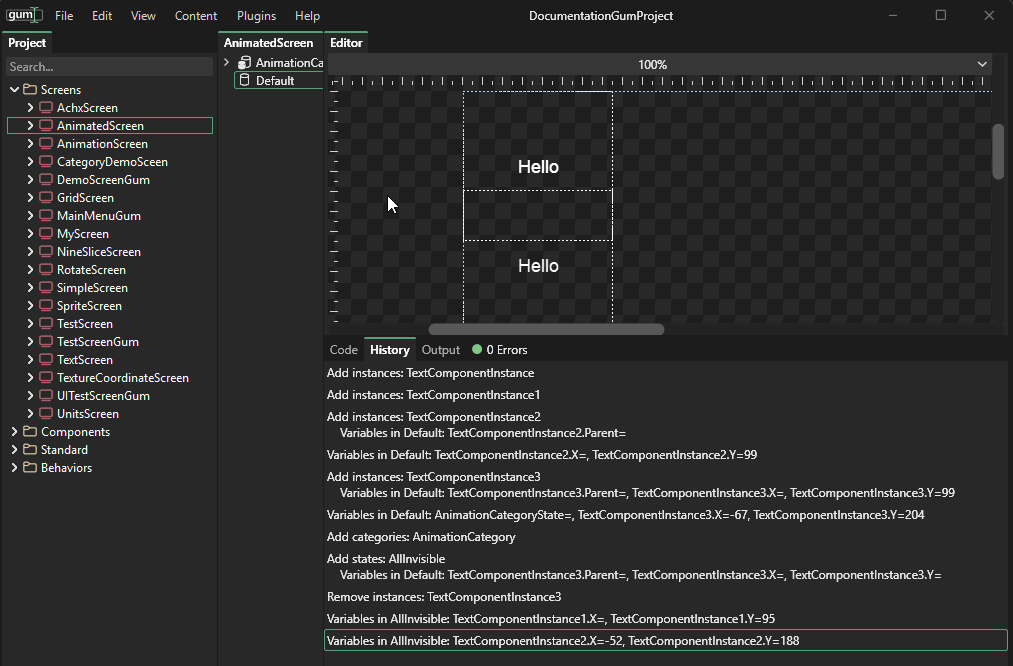 gum File Edit View Content Plugins Help DocumentationGumProject
Project
Search...
Screens
AchxScreen
AnimatedScreen
AnimationScreen
CategoryDemoSceen
DemoScreenGum
GridScreen
MainMenuGum
MyScreen
NineSliceScreen
RotateScreen
SimpleScreen
SpriteScreen
TestScreen
TestScreenGum
TextScreen
TextureCoordinateScreen
UITestScreenGum
UnitsScreen
Components
Standard
Behaviors
AnimatedScreen
AnimationCa
Default
Editor
100%
Hello
Hello
Code History Output 0 Errors
Add instances: TextComponentInstance
Add instances: TextComponentInstance1
Add instances: TextComponentInstance2
Variables in Default: TextComponentInstance2.Parent=
Variables in Default: TextComponentInstance2.X=, TextComponentInstance2.Y=99
Add instances: TextComponentInstance3
Variables in Default: TextComponentInstance3.Parent=, TextComponentInstance3.X=, TextComponentInstance3.Y=99
Variables in Default: AnimationCategoryState=, TextComponentInstance3.X=-67, TextComponentInstance3.Y=204
Add categories: AnimationCategory
Add states: AllInvisible
Variables in Default: TextComponentInstance3.Parent=, TextComponentInstance3.X=, TextComponentInstance3.Y=
Remove instances: TextComponentInstance3
Variables in AllInvisible: TextComponentInstance1.X=, TextComponentInstance1.Y=95
Variables in AllInvisible: TextComponentInstance2.X=-52, TextComponentInstance2.Y=188